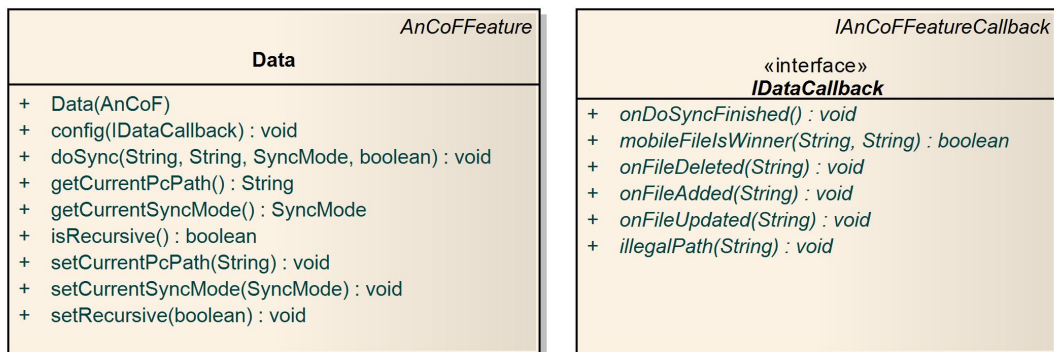 AnCoFFeature
Data
+ Data(AnCoF)
+ config(IDataCallback) : void
+ doSync(String, String, SyncMode, boolean) : void
+ getCurrentPcPath() : String
+ getCurrentSyncMode() : SyncMode
+ isRecursive() : boolean
+ setCurrentPcPath(String) : void
+ setCurrentSyncMode(SyncMode) : void
+ setRecursive(boolean) : void
IAnCoFFeatureCallback
«interface»
IDataCallback
+ onDoSyncFinished() : void
+ mobileFileIsWinner(String, String) : boolean
+ onFileDeleted(String) : void
+ onFileAdded(String) : void
+ onFileUpdated(String) : void
+ illegalPath(String) : void